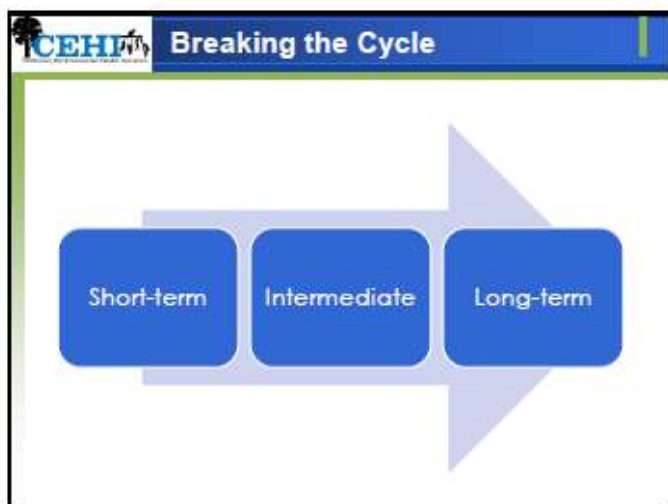 CEHI
Breaking the Cycle
Short-term
Intermediate
Long-term